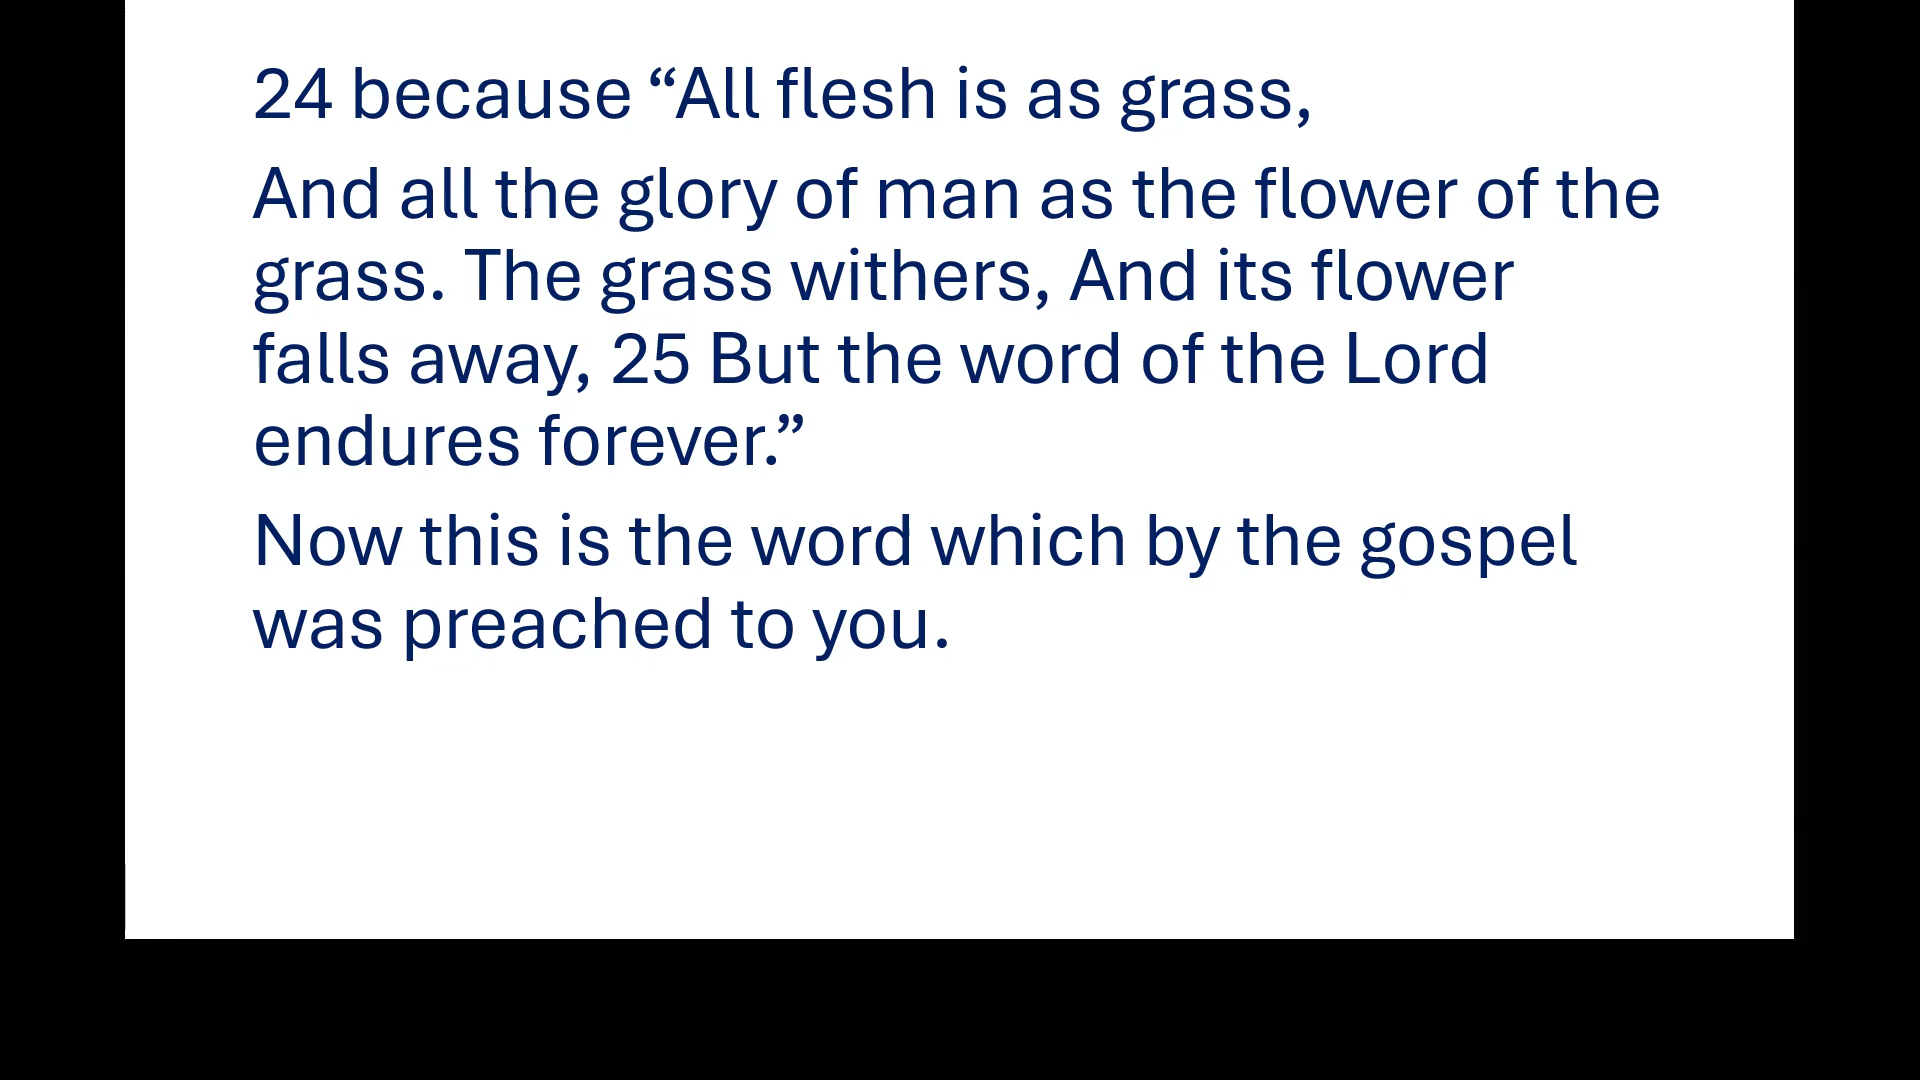 24 because “All flesh is as grass,
And all the glory of man as the flower of the
grass. The grass withers, And its flower
falls away, 25 But the word of the Lord
endures forever.”
Now this is the word which by the gospel
was preached to you.